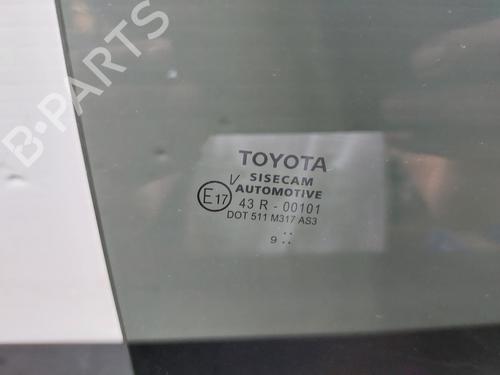 B-PARTS
TOYOTA
V SISECAM
AUTOMOTIVE
E17 43 R - 00101
DOT 511 M317 AS3
..
9 ..